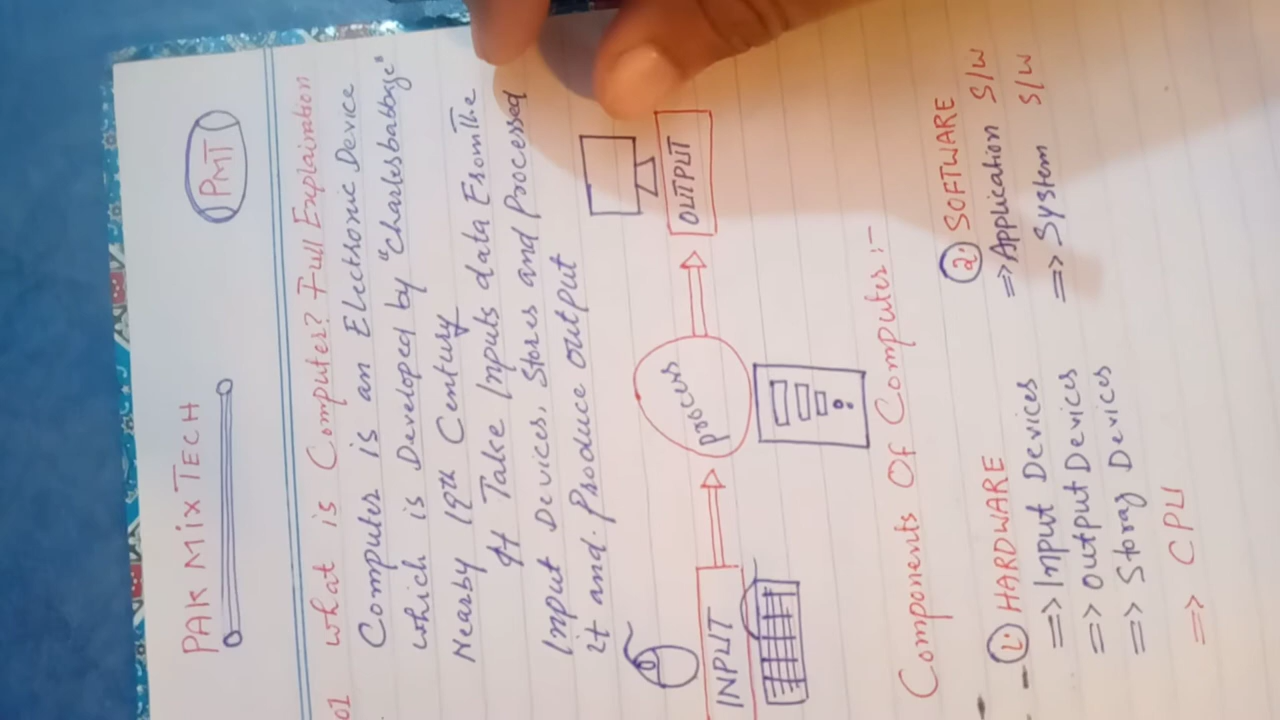 PAK MiX TECH
PMT
01 what is Computer? Full Explaination
Computer is an Electronic Device
which is Developed by "Charlesbabbage"
Nearby 19th Century
It Take Inputs data From The
Input Devices, Stores and Processed
it and. Produce output
INPUT
process
OUTPUT
Components Of Computer :-
1. HARDWARE
=> Input Devices
=> Output Devices
=> Storag Devices
=> CPU
2. SOFTWARE
=> Application S/W
=> System S/W